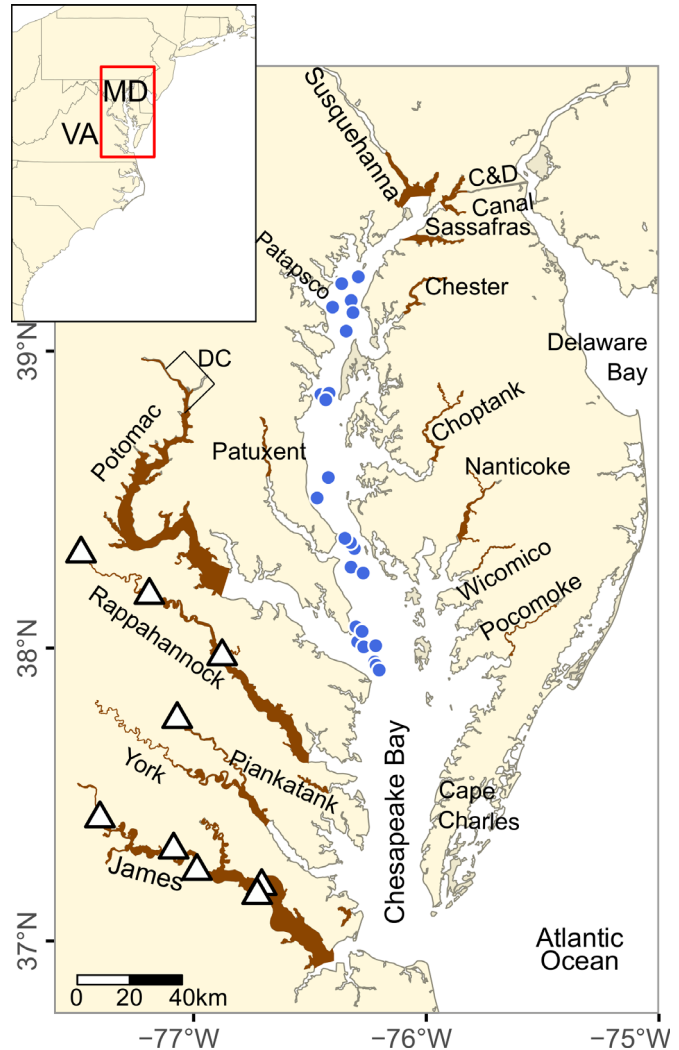 MD
VA
Susquehanna
C&D
Canal
Sassafras
Patapsco
Chester
39°N
DC
Delaware
Bay
Potomac
Choptank
Patuxent
Nanticoke
Wicomico
Pocomoke
Rappahannock
38°N
Piankatank
York
Chesapeake Bay
Cape
Charles
James
37°N
Atlantic
Ocean
0 20 40km
−77°W −76°W −75°W